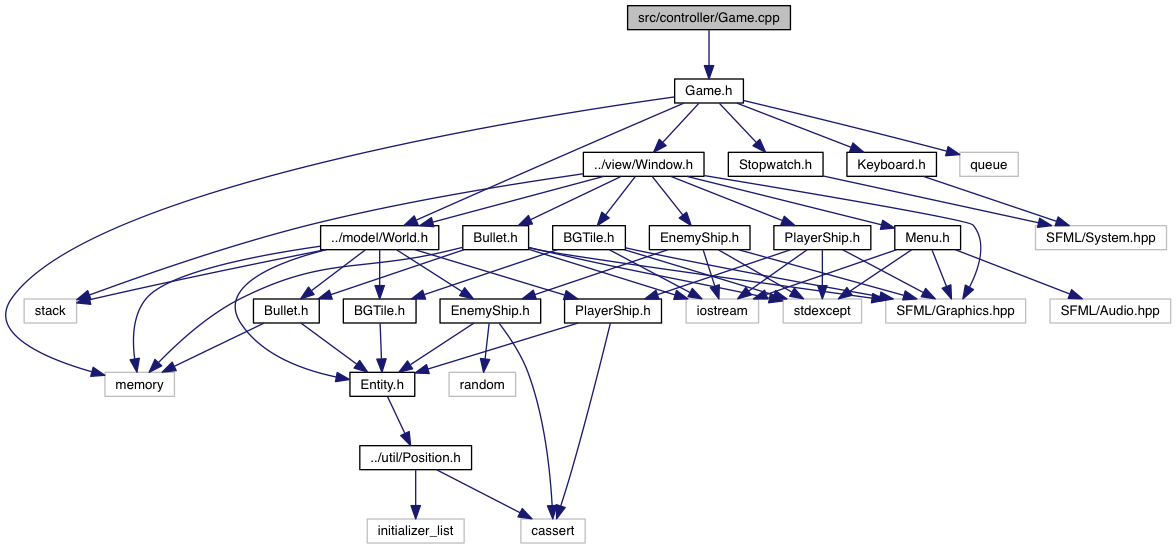 src/controller/Game.cpp
Game.h
../view/Window.h
Stopwatch.h
Keyboard.h
queue
../model/World.h
Bullet.h
BGTile.h
EnemyShip.h
PlayerShip.h
Menu.h
SFML/System.hpp
stack
Bullet.h
BGTile.h
EnemyShip.h
PlayerShip.h
iostream
stdexcept
SFML/Graphics.hpp
SFML/Audio.hpp
memory
Entity.h
random
../util/Position.h
initializer_list
cassert